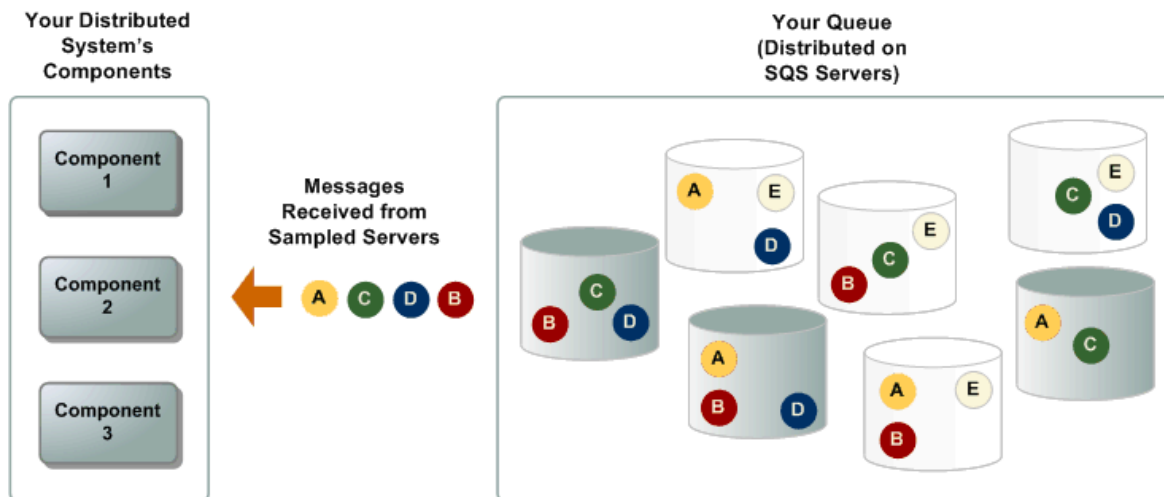 Your Distributed
System's
Components
Component
1
Component
2
Component
3
Messages
Received from
Sampled Servers
A C D B
Your Queue
(Distributed on
SQS Servers)
B C D
A E
D
A
B D
B C E
A E
B
E
C
D
A
C